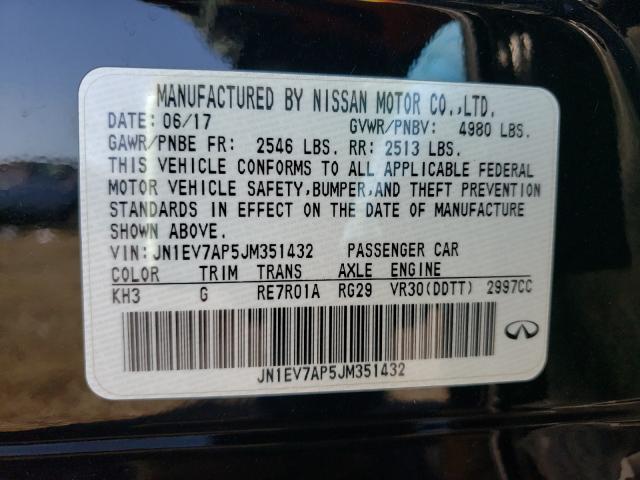 MANUFACTURED BY NISSAN MOTOR CO.,LTD.
DATE: 06/17 GVWR/PNBV: 4980 LBS.
GAWR/PNBE FR: 2546 LBS. RR: 2513 LBS.
THIS VEHICLE CONFORMS TO ALL APPLICABLE FEDERAL
MOTOR VEHICLE SAFETY,BUMPER,AND THEFT PREVENTION
STANDARDS IN EFFECT ON THE DATE OF MANUFACTURE
SHOWN ABOVE.
VIN:JN1EV7AP5JM351432 PASSENGER CAR
COLOR TRIM TRANS AXLE ENGINE
KH3 G RE7R01A RG29 VR30(DDTT) 2997CC
JN1EV7AP5JM351432